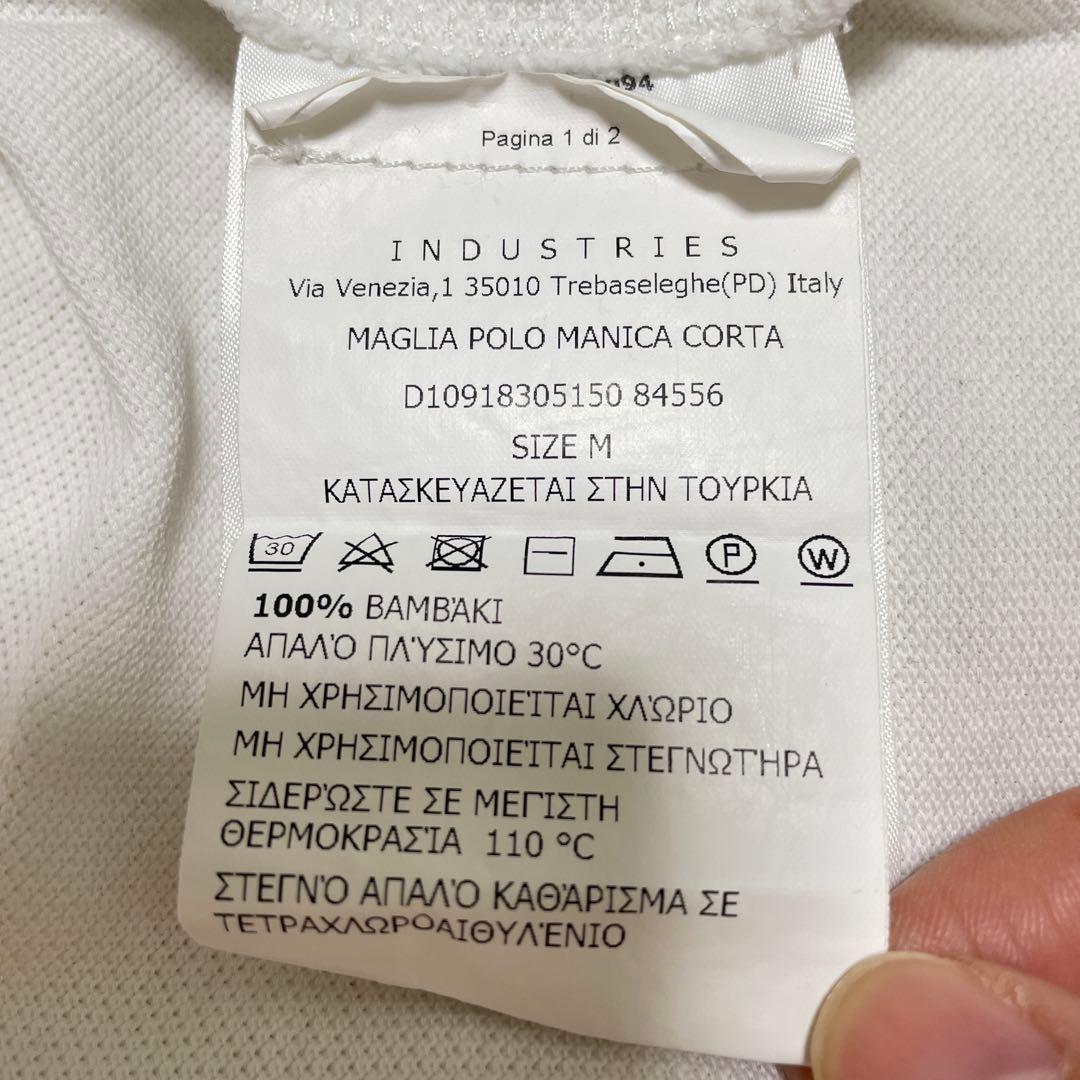 Pagina 1 di 2
INDUSTRIES
Via Venezia,1 35010 Trebaseleghe(PD) Italy
MAGLIA POLO MANICA CORTA
D10918305150 84556
SIZE M
ΚΑΤΑΣΚΕΥΑΖΕΤΑΙ ΣΤΗΝ ΤΟΥΡΚΙΑ
30 P W
100% ΒΑΜΒΆΚΙ
ΑΠΑΛΌ ΠΛΎΣΙΜΟ 30°C
ΜΗ ΧΡΗΣΙΜΟΠΟΙΕΊΤΑΙ ΧΛΏΡΙΟ
ΜΗ ΧΡΗΣΙΜΟΠΟΙΕΊΤΑΙ ΣΤΕΓΝΩΤΉΡΑ
ΣΙΔΕΡΏΣΤΕ ΣΕ ΜΕΓΊΣΤΗ
ΘΕΡΜΟΚΡΑΣΊΑ 110 °C
ΣΤΕΓΝΌ ΑΠΑΛΌ ΚΑΘΆΡΙΣΜΑ ΣΕ
ΤΕΤΡΑΧΛΩΡΟΑΙΘΥΛΈΝΙΟ